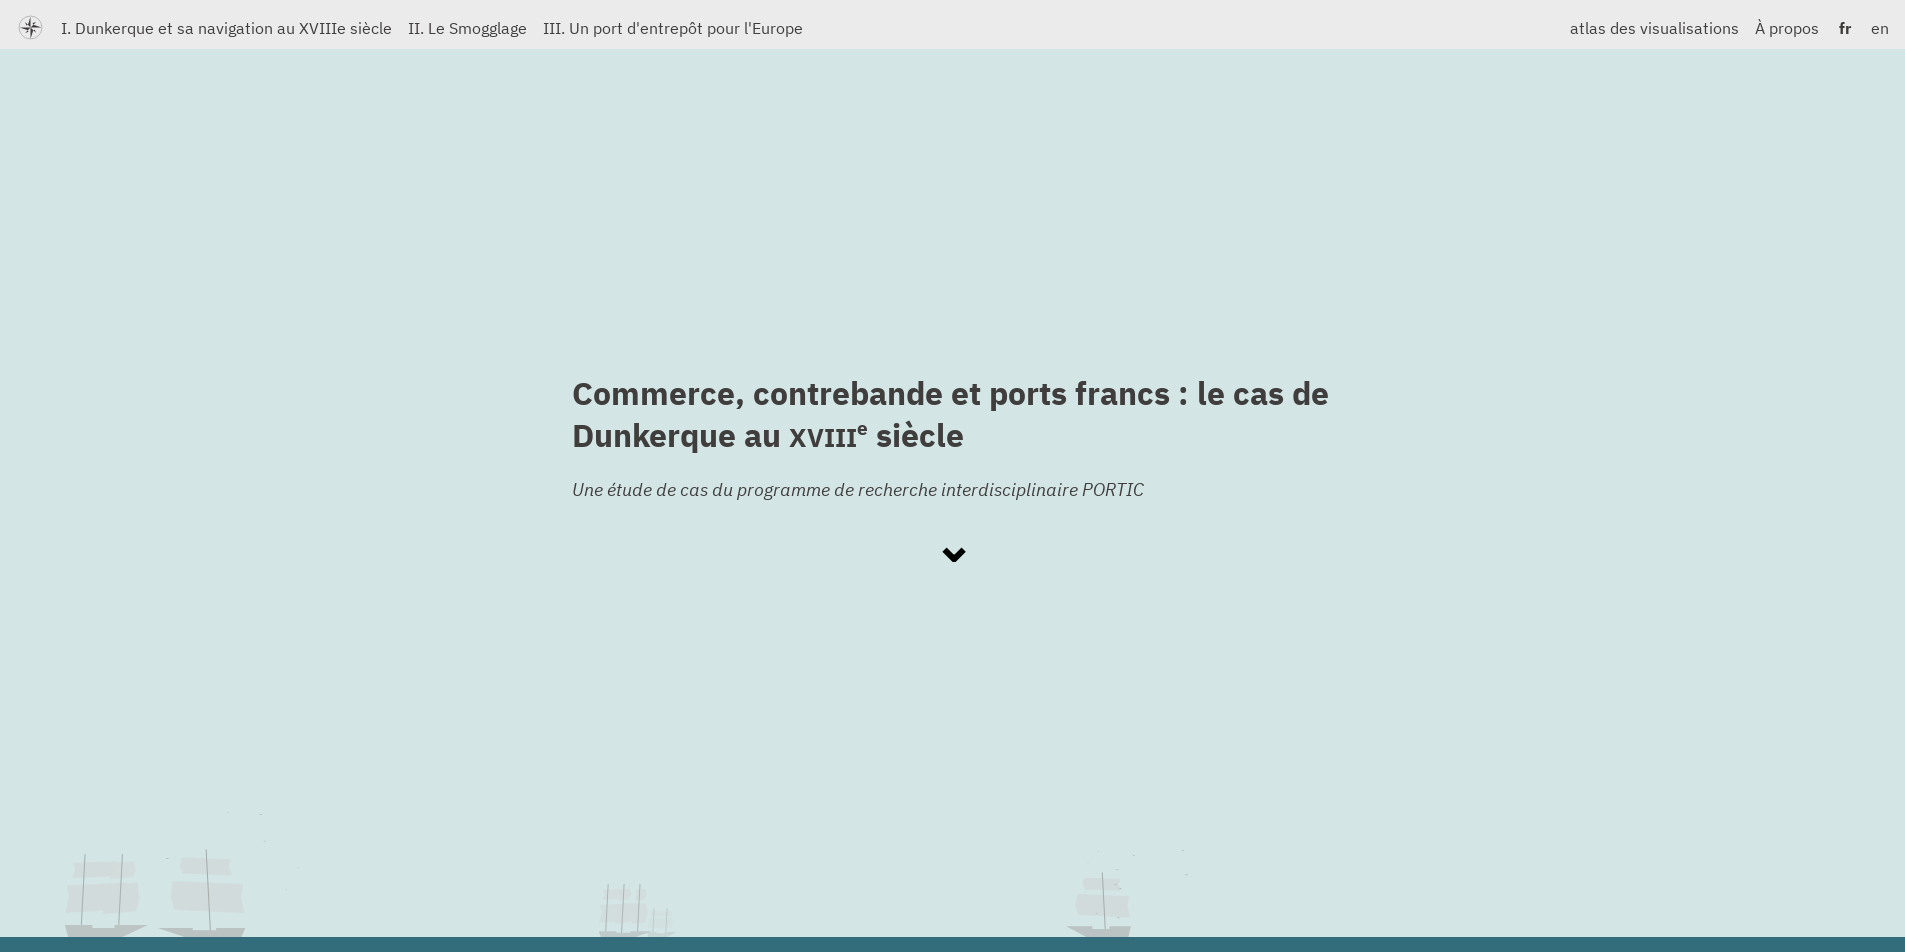 I. Dunkerque et sa navigation au XVIIIe siècle II. Le Smogglage III. Un port d'entrepôt pour l'Europe atlas des visualisations À propos fr en
Commerce, contrebande et ports francs : le cas de
Dunkerque au XVIIIe siècle
Une étude de cas du programme de recherche interdisciplinaire PORTIC